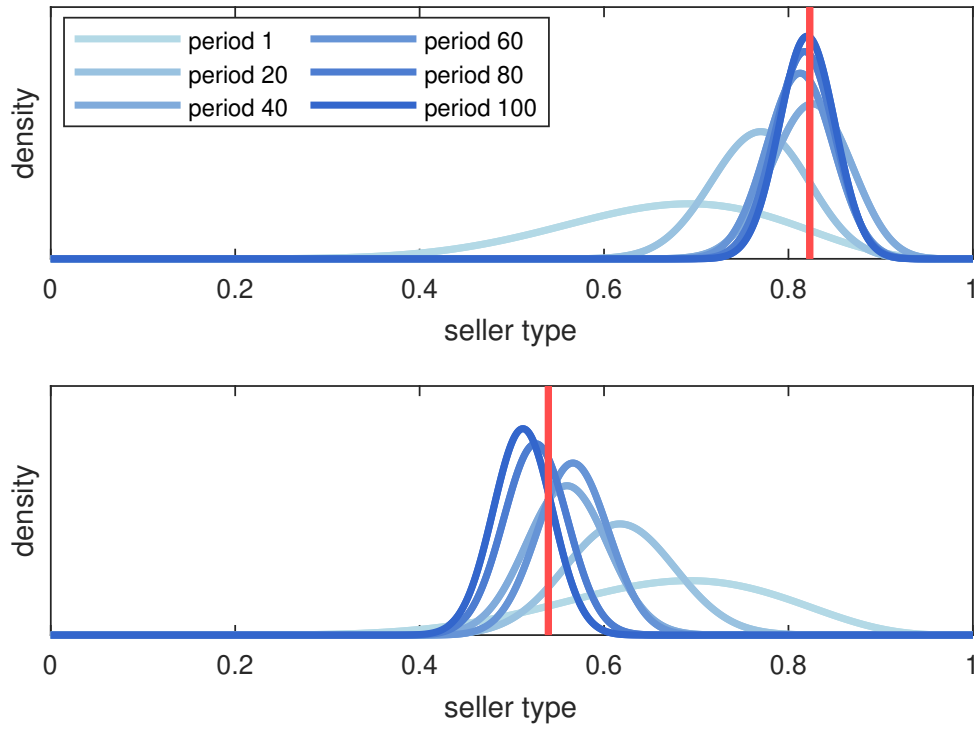 period 1 period 60
period 20 period 80
period 40 period 100
density
0 0.2 0.4 0.6 0.8 1
seller type
density
0 0.2 0.4 0.6 0.8 1
seller type